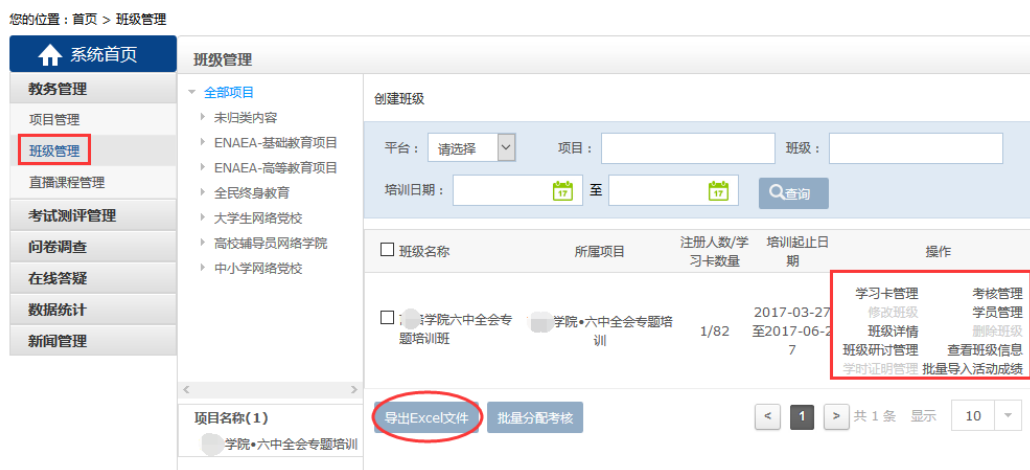 您的位置：首页 > 班级管理
系统首页
教务管理
项目管理
班级管理
直播课程管理
考试测评管理
问卷调查
在线答疑
数据统计
新闻管理
班级管理
全部项目
未归类内容
ENAEA-基础教育项目
ENAEA-高等教育项目
全民终身教育
大学生网络党校
高校辅导员网络学院
中小学网络党校
项目名称(1)
学院•六中全会专题培训
创建班级
平台： 请选择 项目： 班级：
培训日期： 17 至 17 查询
班级名称 所属项目 注册人数/学 培训起止日 操作
习卡数量 期
学院六中全会专
题培训班
学院•六中全会专题培
训
1/82
2017-03-27
至2017-06-2
7
学习卡管理 考核管理
修改班级 学员管理
班级详情 删除班级
班级研讨管理 查看班级信息
学时证明管理 批量导入活动成绩
导出Excel文件 批量分配考核
< 1 > 共 1 条 显示 10